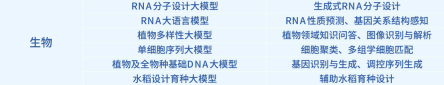 生物
RNA分子设计大模型 生成式RNA分子设计
RNA大语言模型 RNA性质预测、基因关系结构感知
植物多样性大模型 植物领域知识问答、图像识别与解析
单细胞序列大模型 细胞聚类、多组学细胞匹配
植物及全物种基础DNA大模型 基因识别与生成、调控序列生成
水稻设计育种大模型 辅助水稻育种设计